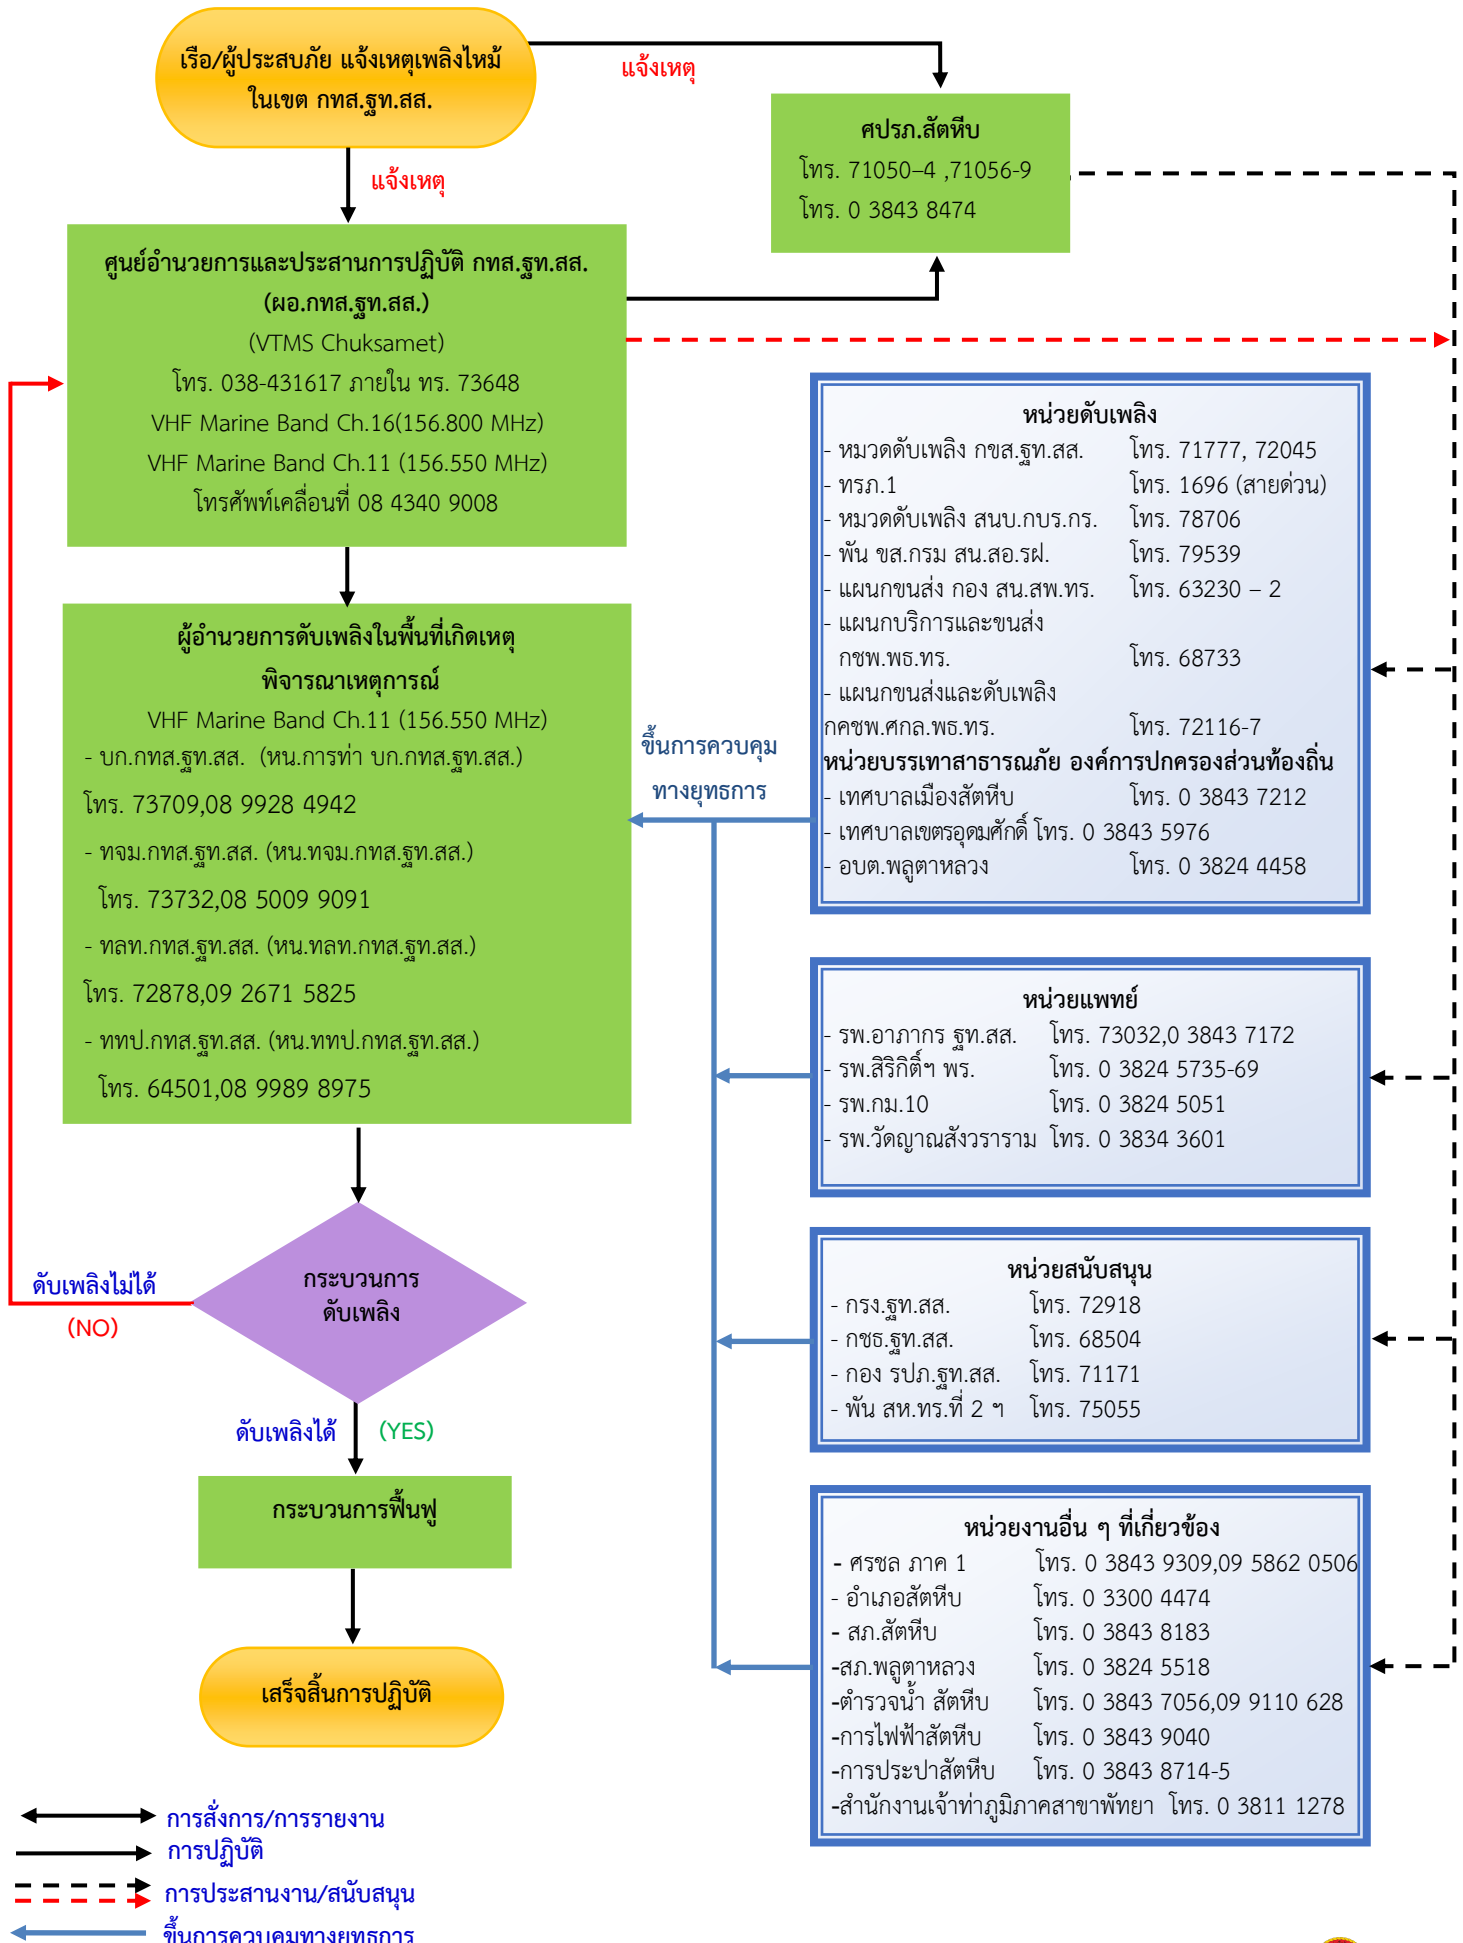 เรือ/ผู้ประสบภัย แจ้งเหตุเพลิงไหม้
ในเขต กทส.ฐท.สส.
แจ้งเหตุ
ศปรภ.สัตหีบ
โทร. 71050–4 ,71056-9
โทร. 0 3843 8474
แจ้งเหตุ
ศูนย์อำนวยการและประสานการปฏิบัติ กทส.ฐท.สส.
(ผอ.กทส.ฐท.สส.)
(VTMS Chuksamet)
โทร. 038-431617 ภายใน ทร. 73648
VHF Marine Band Ch.16(156.800 MHz)
VHF Marine Band Ch.11 (156.550 MHz)
โทรศัพท์เคลื่อนที่ 08 4340 9008
ผู้อำนวยการดับเพลิงในพื้นที่เกิดเหตุ
พิจารณาเหตุการณ์
VHF Marine Band Ch.11 (156.550 MHz)
- บก.กทส.ฐท.สส. (หน.การท่า บก.กทส.ฐท.สส.)
โทร. 73709,08 9928 4942
- ทจม.กทส.ฐท.สส. (หน.ทจม.กทส.ฐท.สส.)
โทร. 73732,08 5009 9091
- ทลท.กทส.ฐท.สส. (หน.ทลท.กทส.ฐท.สส.)
โทร. 72878,09 2671 5825
- ททป.กทส.ฐท.สส. (หน.ททป.กทส.ฐท.สส.)
โทร. 64501,08 9989 8975
ขึ้นการควบคุม
ทางยุทธการ
หน่วยดับเพลิง
- หมวดดับเพลิง กขส.ฐท.สส. โทร. 71777, 72045
- ทรภ.1 โทร. 1696 (สายด่วน)
- หมวดดับเพลิง สนบ.กบร.กร. โทร. 78706
- พัน ขส.กรม สน.สอ.รฝ. โทร. 79539
- แผนกขนส่ง กอง สน.สพ.ทร. โทร. 63230 – 2
- แผนกบริการและขนส่ง
กชพ.พธ.ทร. โทร. 68733
- แผนกขนส่งและดับเพลิง
กคชพ.ศกล.พธ.ทร. โทร. 72116-7
หน่วยบรรเทาสาธารณภัย องค์การปกครองส่วนท้องถิ่น
- เทศบาลเมืองสัตหีบ โทร. 0 3843 7212
- เทศบาลเขตรอุดมศักดิ์ โทร. 0 3843 5976
- อบต.พลูตาหลวง โทร. 0 3824 4458
หน่วยแพทย์
- รพ.อาภากร ฐท.สส. โทร. 73032,0 3843 7172
- รพ.สิริกิติ์ฯ พร. โทร. 0 3824 5735-69
- รพ.กม.10 โทร. 0 3824 5051
- รพ.วัดญาณสังวราราม โทร. 0 3834 3601
หน่วยสนับสนุน
- กรง.ฐท.สส. โทร. 72918
- กชธ.ฐท.สส. โทร. 68504
- กอง รปภ.ฐท.สส. โทร. 71171
- พัน สห.ทร.ที่ 2 ฯ โทร. 75055
หน่วยงานอื่น ๆ ที่เกี่ยวข้อง
- ศรชล ภาค 1 โทร. 0 3843 9309,09 5862 0506
- อำเภอสัตหีบ โทร. 0 3300 4474
- สภ.สัตหีบ โทร. 0 3843 8183
-สภ.พลูตาหลวง โทร. 0 3824 5518
-ตำรวจน้ำ สัตหีบ โทร. 0 3843 7056,09 9110 628
-การไฟฟ้าสัตหีบ โทร. 0 3843 9040
-การประปาสัตหีบ โทร. 0 3843 8714-5
-สำนักงานเจ้าท่าภูมิภาคสาขาพัทยา โทร. 0 3811 1278
กระบวนการ
ดับเพลิง
ดับเพลิงไม่ได้
(NO)
ดับเพลิงได้ (YES)
กระบวนการฟื้นฟู
เสร็จสิ้นการปฏิบัติ
การสั่งการ/การรายงาน
การปฏิบัติ
การประสานงาน/สนับสนุน
ขึ้นการควบคุมทางยุทธการ